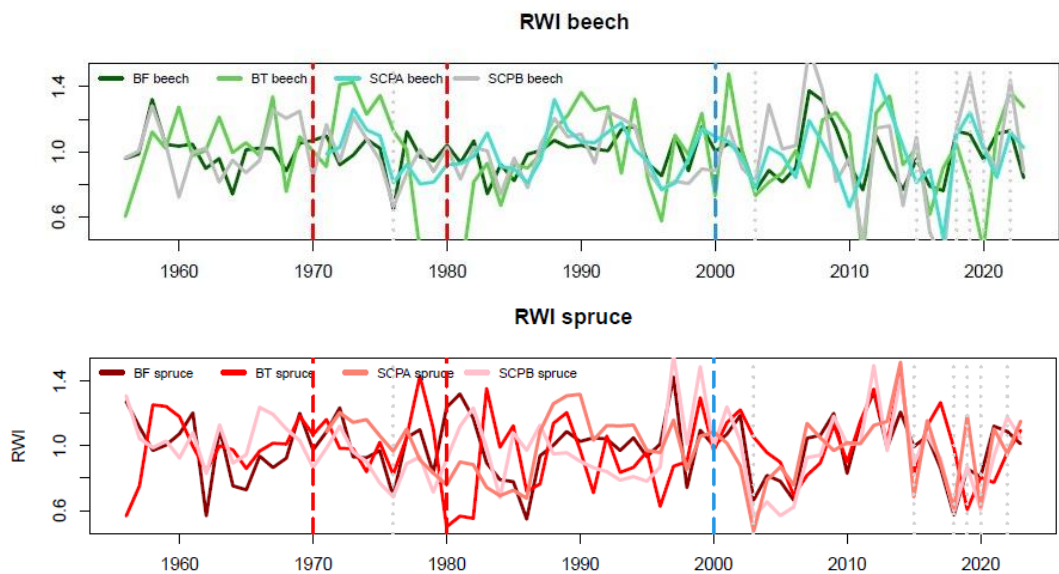 RWI beech
BF beech BT beech SCPA beech SCPB beech
1.4
1.0
0.6
1960 1970 1980 1990 2000 2010 2020
RWI spruce
BF spruce BT spruce SCPA spruce SCPB spruce
1.4
1.0
0.6
RWI
1960 1970 1980 1990 2000 2010 2020